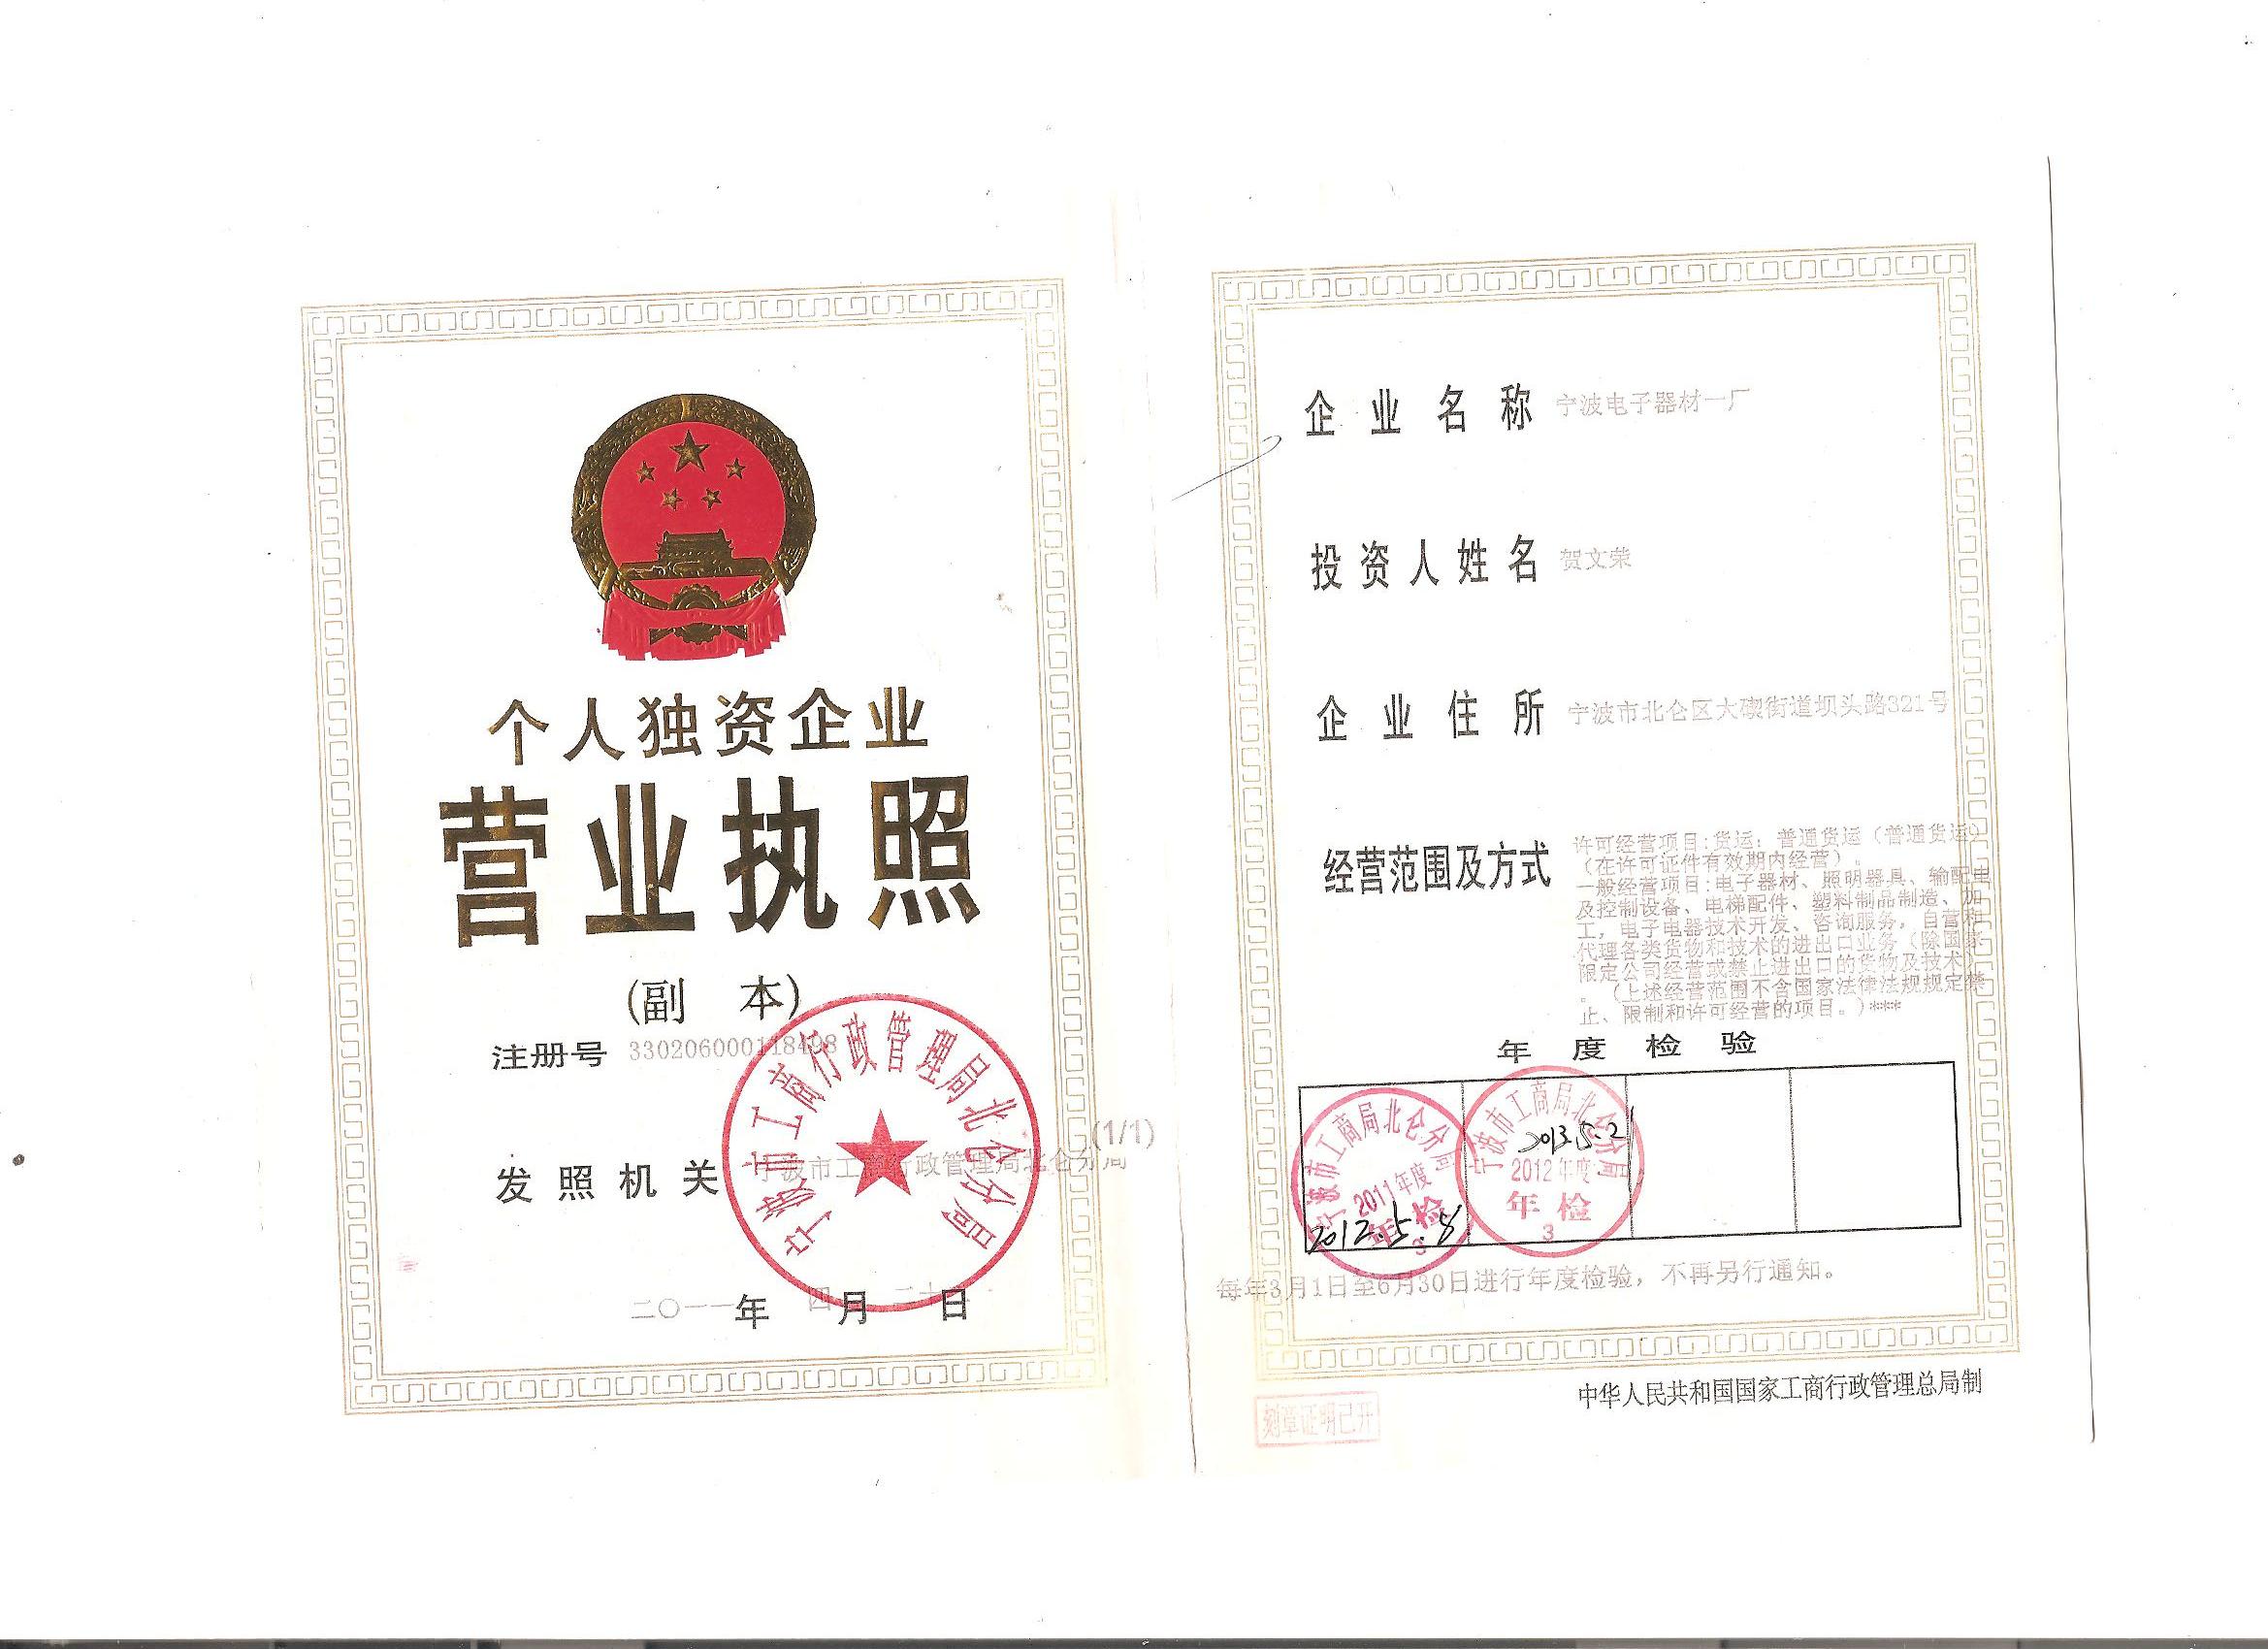 个人独资企业
营业执照
(副 本)
注册号 330206000118498
(1/1)
发照机关 宁波市工商行政管理局北仑分局
宁波市工商行政管理局北仑分局
二〇一一年 四月 二十 日
企业名称 宁波电子器材一厂
投资人姓名 贺文荣
企业住所 宁波市北仑区大碶街道坝头路321号
经营范围及方式 许可经营项目:货运：普通货运（普通货运）
（在许可证件有效期内经营）。
一般经营项目:电子器材、照明器具、输配电
及控制设备、电梯配件、塑料制品制造、加
工，电子电器技术开发、咨询服务，自营和
代理各类货物和技术的进出口业务（除国家
限定公司经营或禁止进出口的货物及技术）
。（上述经营范围不含国家法律法规规定禁
止、限制和许可经营的项目。)***
年度检验
宁波市工商局北仑分局
2011年度
年检
3
2012.5.8
宁波市工商局北仑分局
2013.5.2
2012年度
年检
3
每年3月1日至6月30日进行年度检验，不再另行通知。
中华人民共和国国家工商行政管理总局制
刻章证明已开